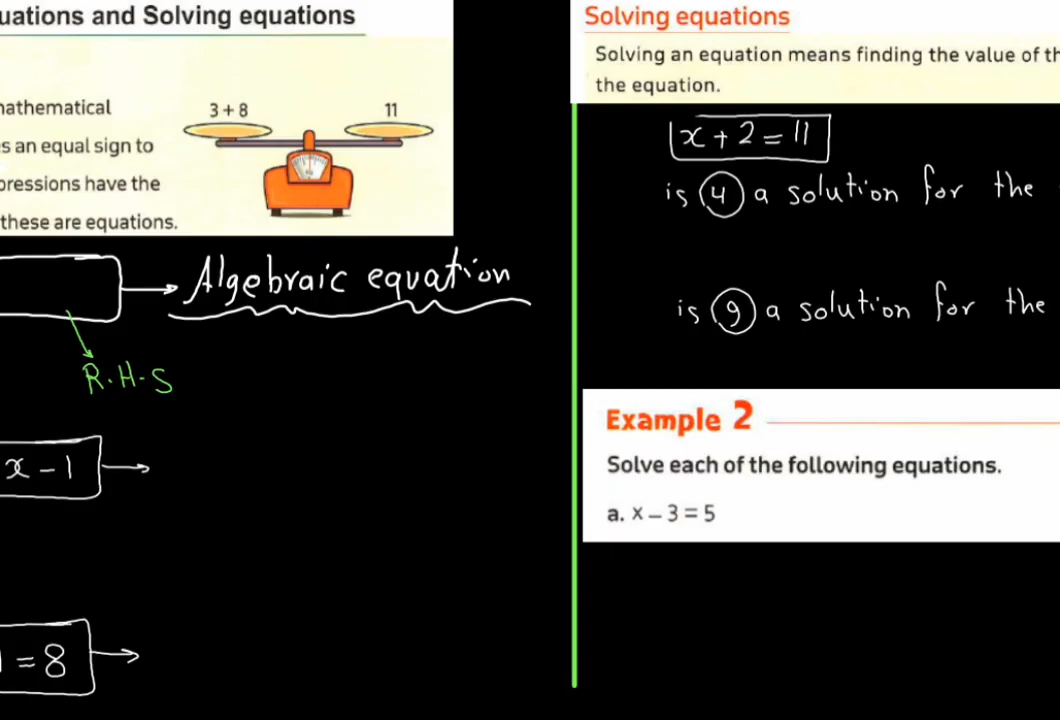 uations and Solving equations
mathematical
s an equal sign to
pressions have the
these are equations.
3 + 8
11
Algebraic equation
R.H.S
x - 1
= 8
Solving equations
Solving an equation means finding the value of th
the equation.
x + 2 = 11
is 4 a solution for the
is 9 a solution for the
Example 2
Solve each of the following equations.
a. x – 3 = 5